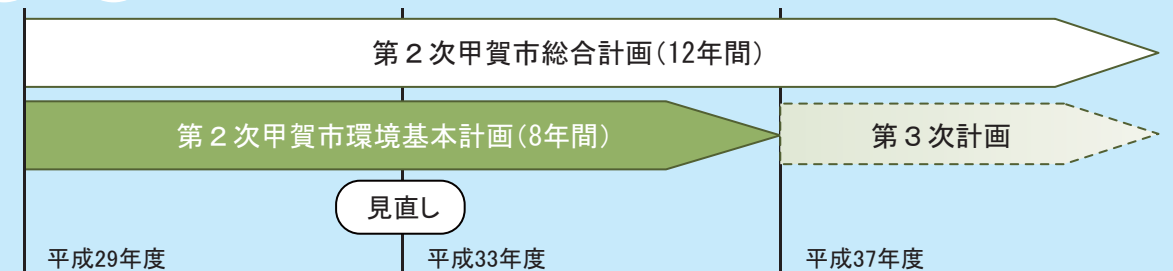 第２次甲賀市総合計画(12年間)
第２次甲賀市環境基本計画(8年間)
第３次計画
見直し
平成29年度
平成33年度
平成37年度